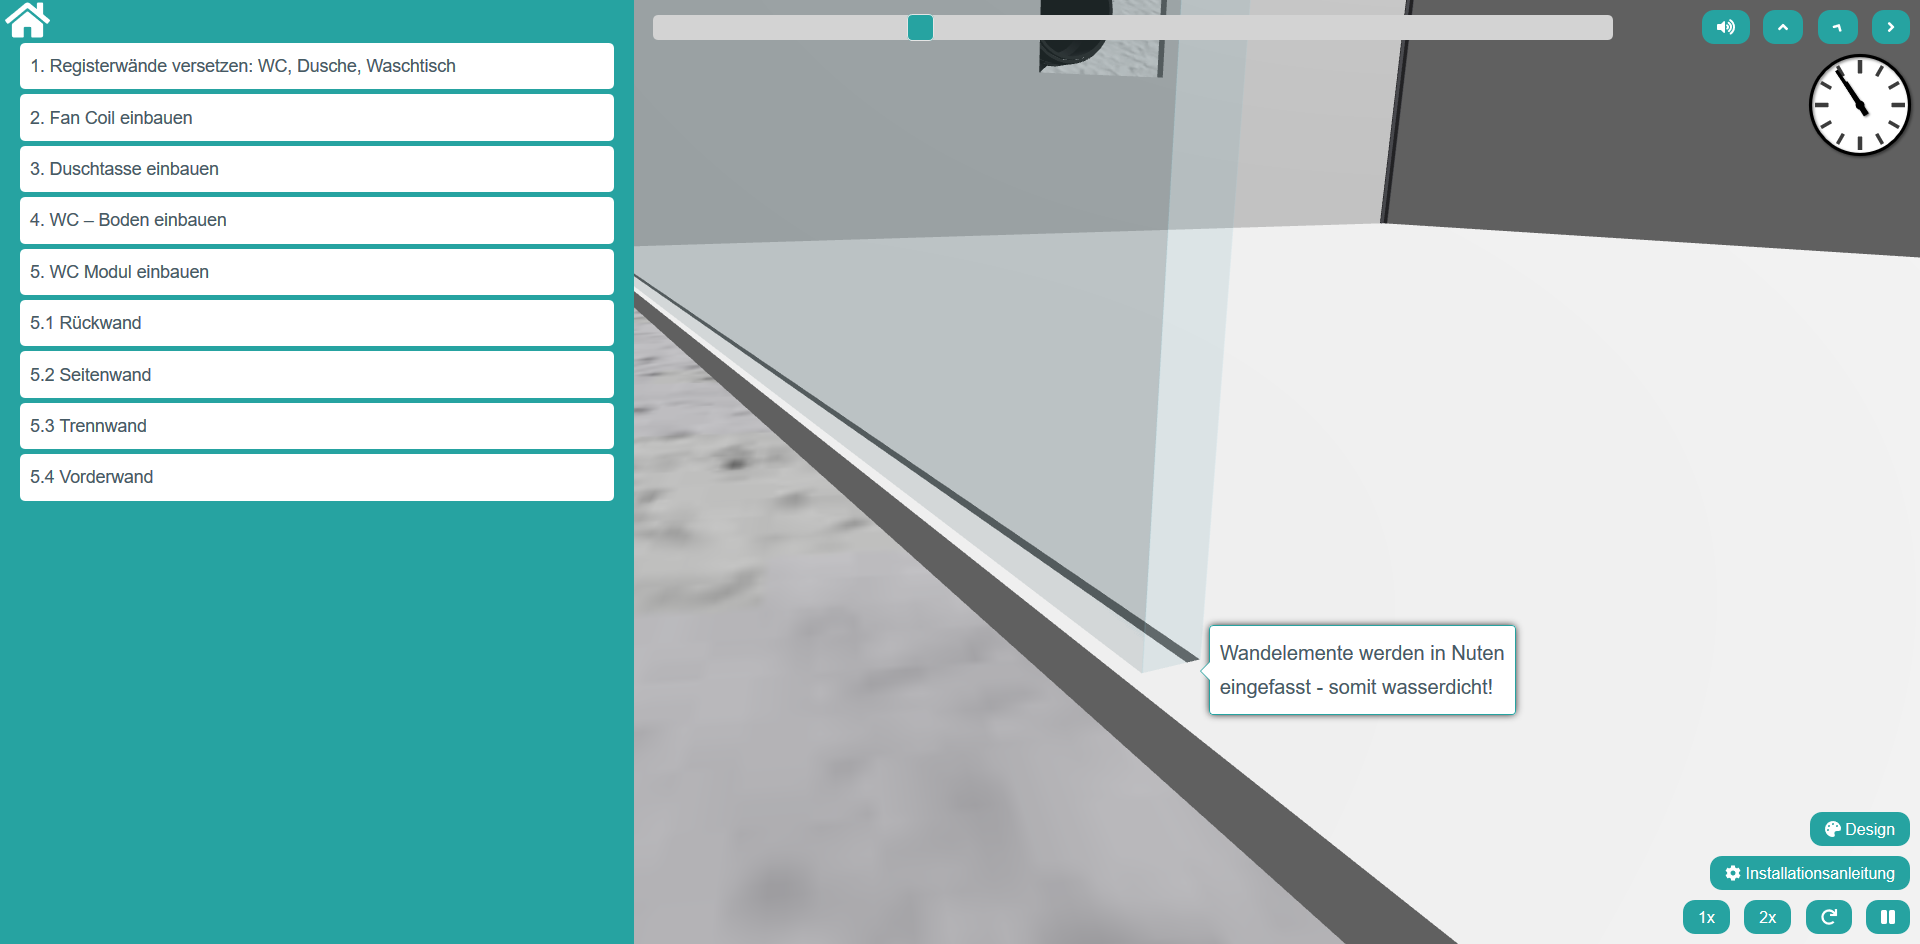 1. Registerwände versetzen: WC, Dusche, Waschtisch
2. Fan Coil einbauen
3. Duschtasse einbauen
4. WC – Boden einbauen
5. WC Modul einbauen
5.1 Rückwand
5.2 Seitenwand
5.3 Trennwand
5.4 Vorderwand
Wandelemente werden in Nuten
eingefasst - somit wasserdicht!
Design
Installationsanleitung
1x
2x